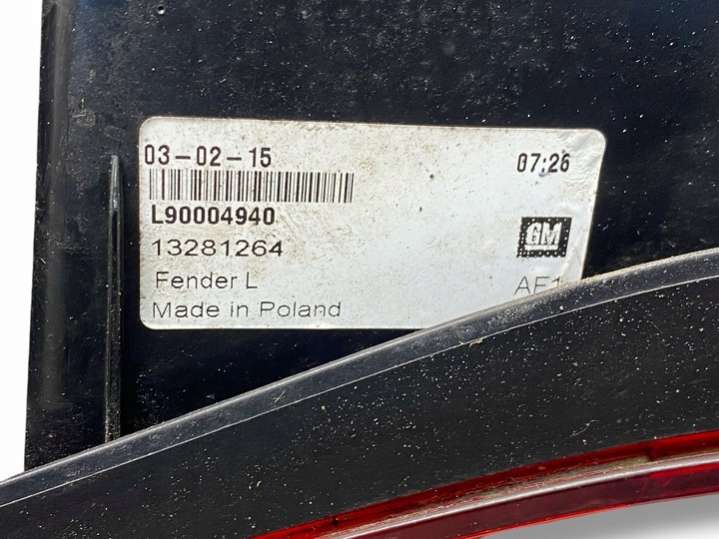 03-02-15 07:26
L90004940
13281264 GM
Fender L
Made in Poland